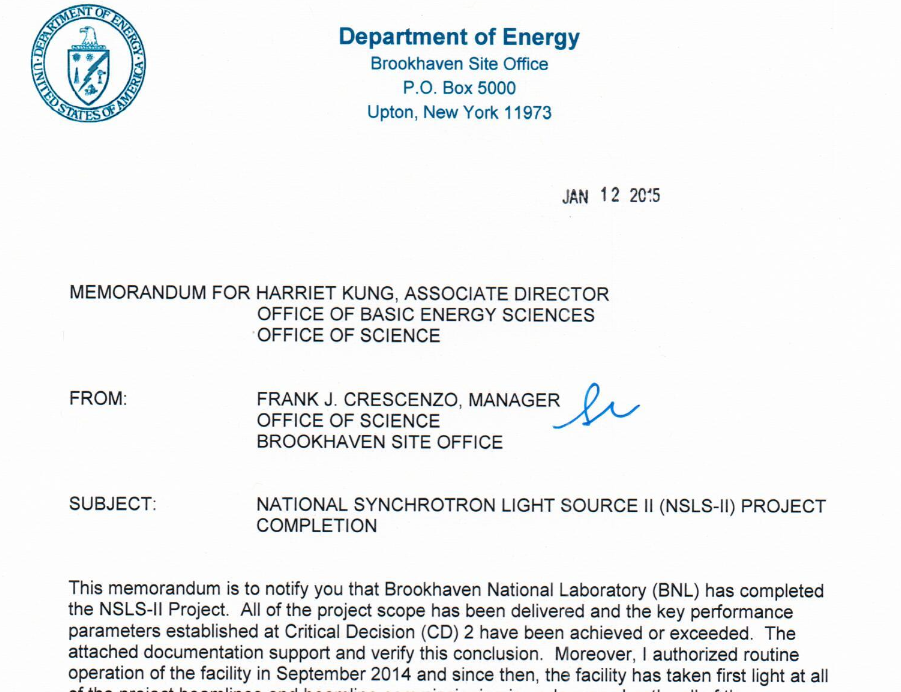 DEPARTMENT OF ENERGY
UNITED STATES OF AMERICA
Department of Energy
Brookhaven Site Office
P.O. Box 5000
Upton, New York 11973
JAN 12 2015
MEMORANDUM FOR HARRIET KUNG, ASSOCIATE DIRECTOR
OFFICE OF BASIC ENERGY SCIENCES
OFFICE OF SCIENCE
FROM: FRANK J. CRESCENZO, MANAGER
OFFICE OF SCIENCE
BROOKHAVEN SITE OFFICE
SUBJECT: NATIONAL SYNCHROTRON LIGHT SOURCE II (NSLS-II) PROJECT
COMPLETION
This memorandum is to notify you that Brookhaven National Laboratory (BNL) has completed
the NSLS-II Project. All of the project scope has been delivered and the key performance
parameters established at Critical Decision (CD) 2 have been achieved or exceeded. The
attached documentation support and verify this conclusion. Moreover, I authorized routine
operation of the facility in September 2014 and since then, the facility has taken first light at all